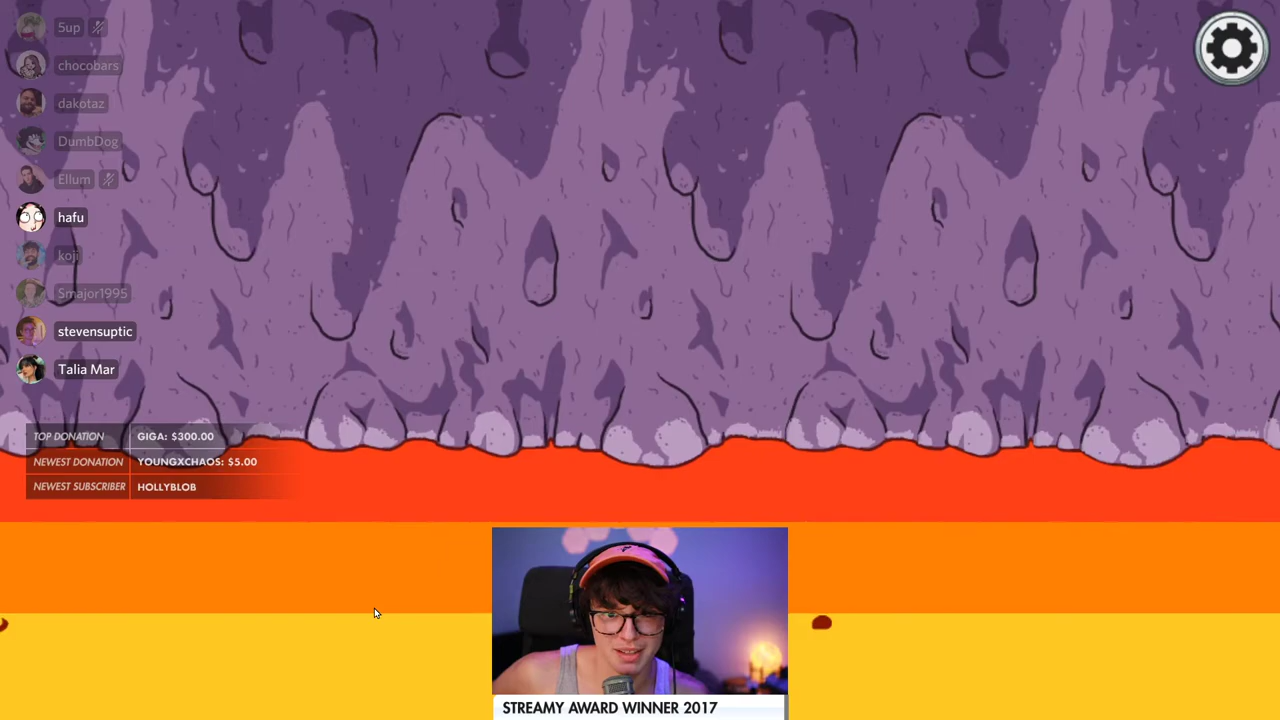 5up
chocobars
dakotaz
DumbDog
Ellum
hafu
koji
Smajor1995
stevensuptic
Talia Mar
TOP DONATION GIGA: $300.00
NEWEST DONATION YOUNGXCHAOS: $5.00
NEWEST SUBSCRIBER HOLLYBLOB
STREAMY AWARD WINNER 2017